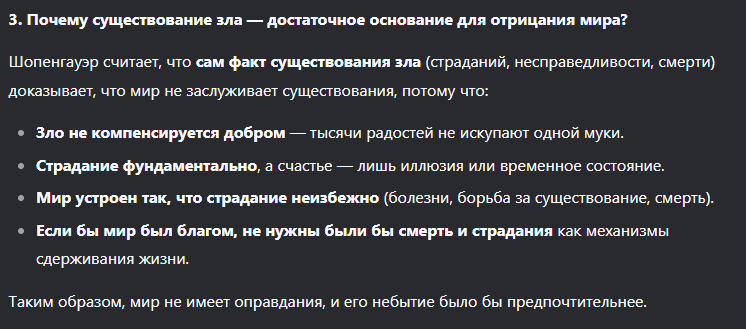 3. Почему существование зла — достаточное основание для отрицания мира?
Шопенгауэр считает, что сам факт существования зла (страданий, несправедливости, смерти)
доказывает, что мир не заслуживает существования, потому что:
• Зло не компенсируется добром — тысячи радостей не искупают одной муки.
• Страдание фундаментально, а счастье — лишь иллюзия или временное состояние.
• Мир устроен так, что страдание неизбежно (болезни, борьба за существование, смерть).
• Если бы мир был благом, не нужны были бы смерть и страдания как механизмы
сдерживания жизни.
Таким образом, мир не имеет оправдания, и его небытие было бы предпочтительнее.